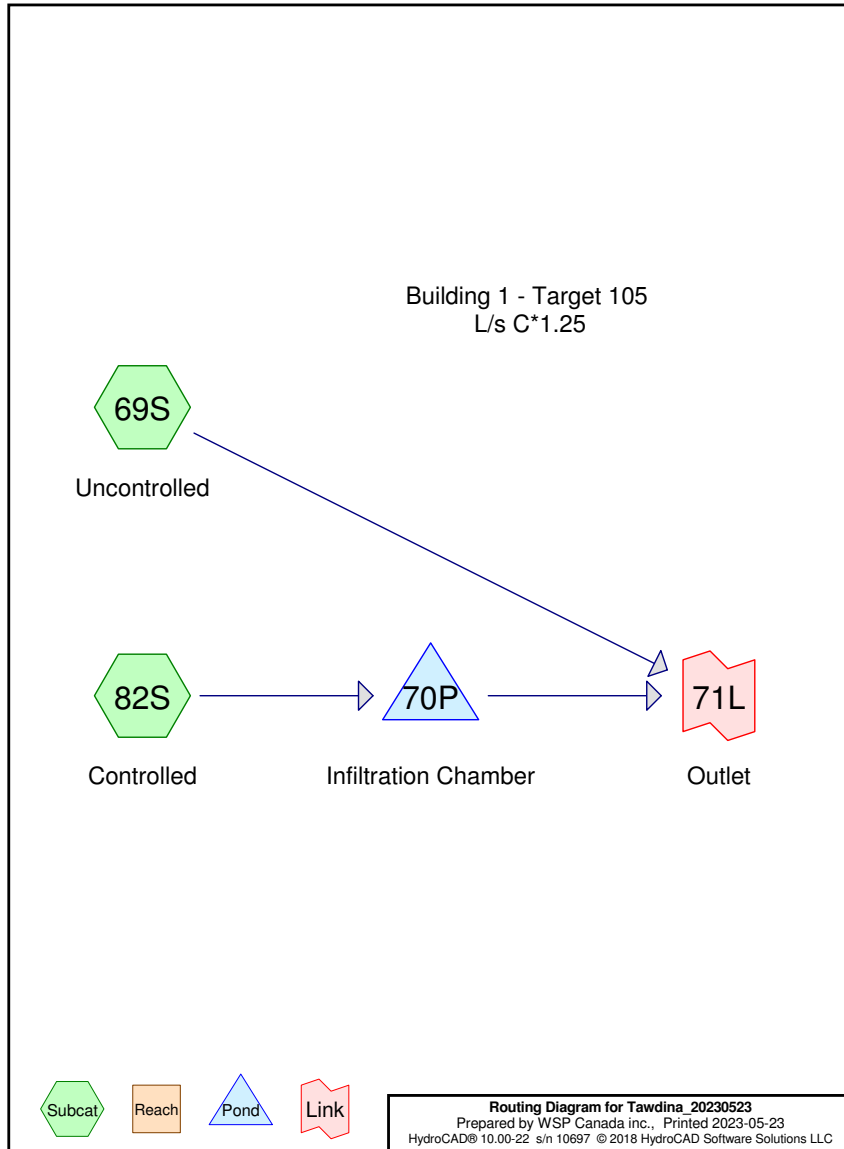 Building 1 - Target 105
L/s C*1.25
69S
Uncontrolled
82S
Controlled
70P
Infiltration Chamber
71L
Outlet
Subcat
Reach
Pond
Link
Routing Diagram for Tawdina_20230523
Prepared by WSP Canada inc., Printed 2023-05-23
HydroCAD® 10.00-22 s/n 10697 © 2018 HydroCAD Software Solutions LLC